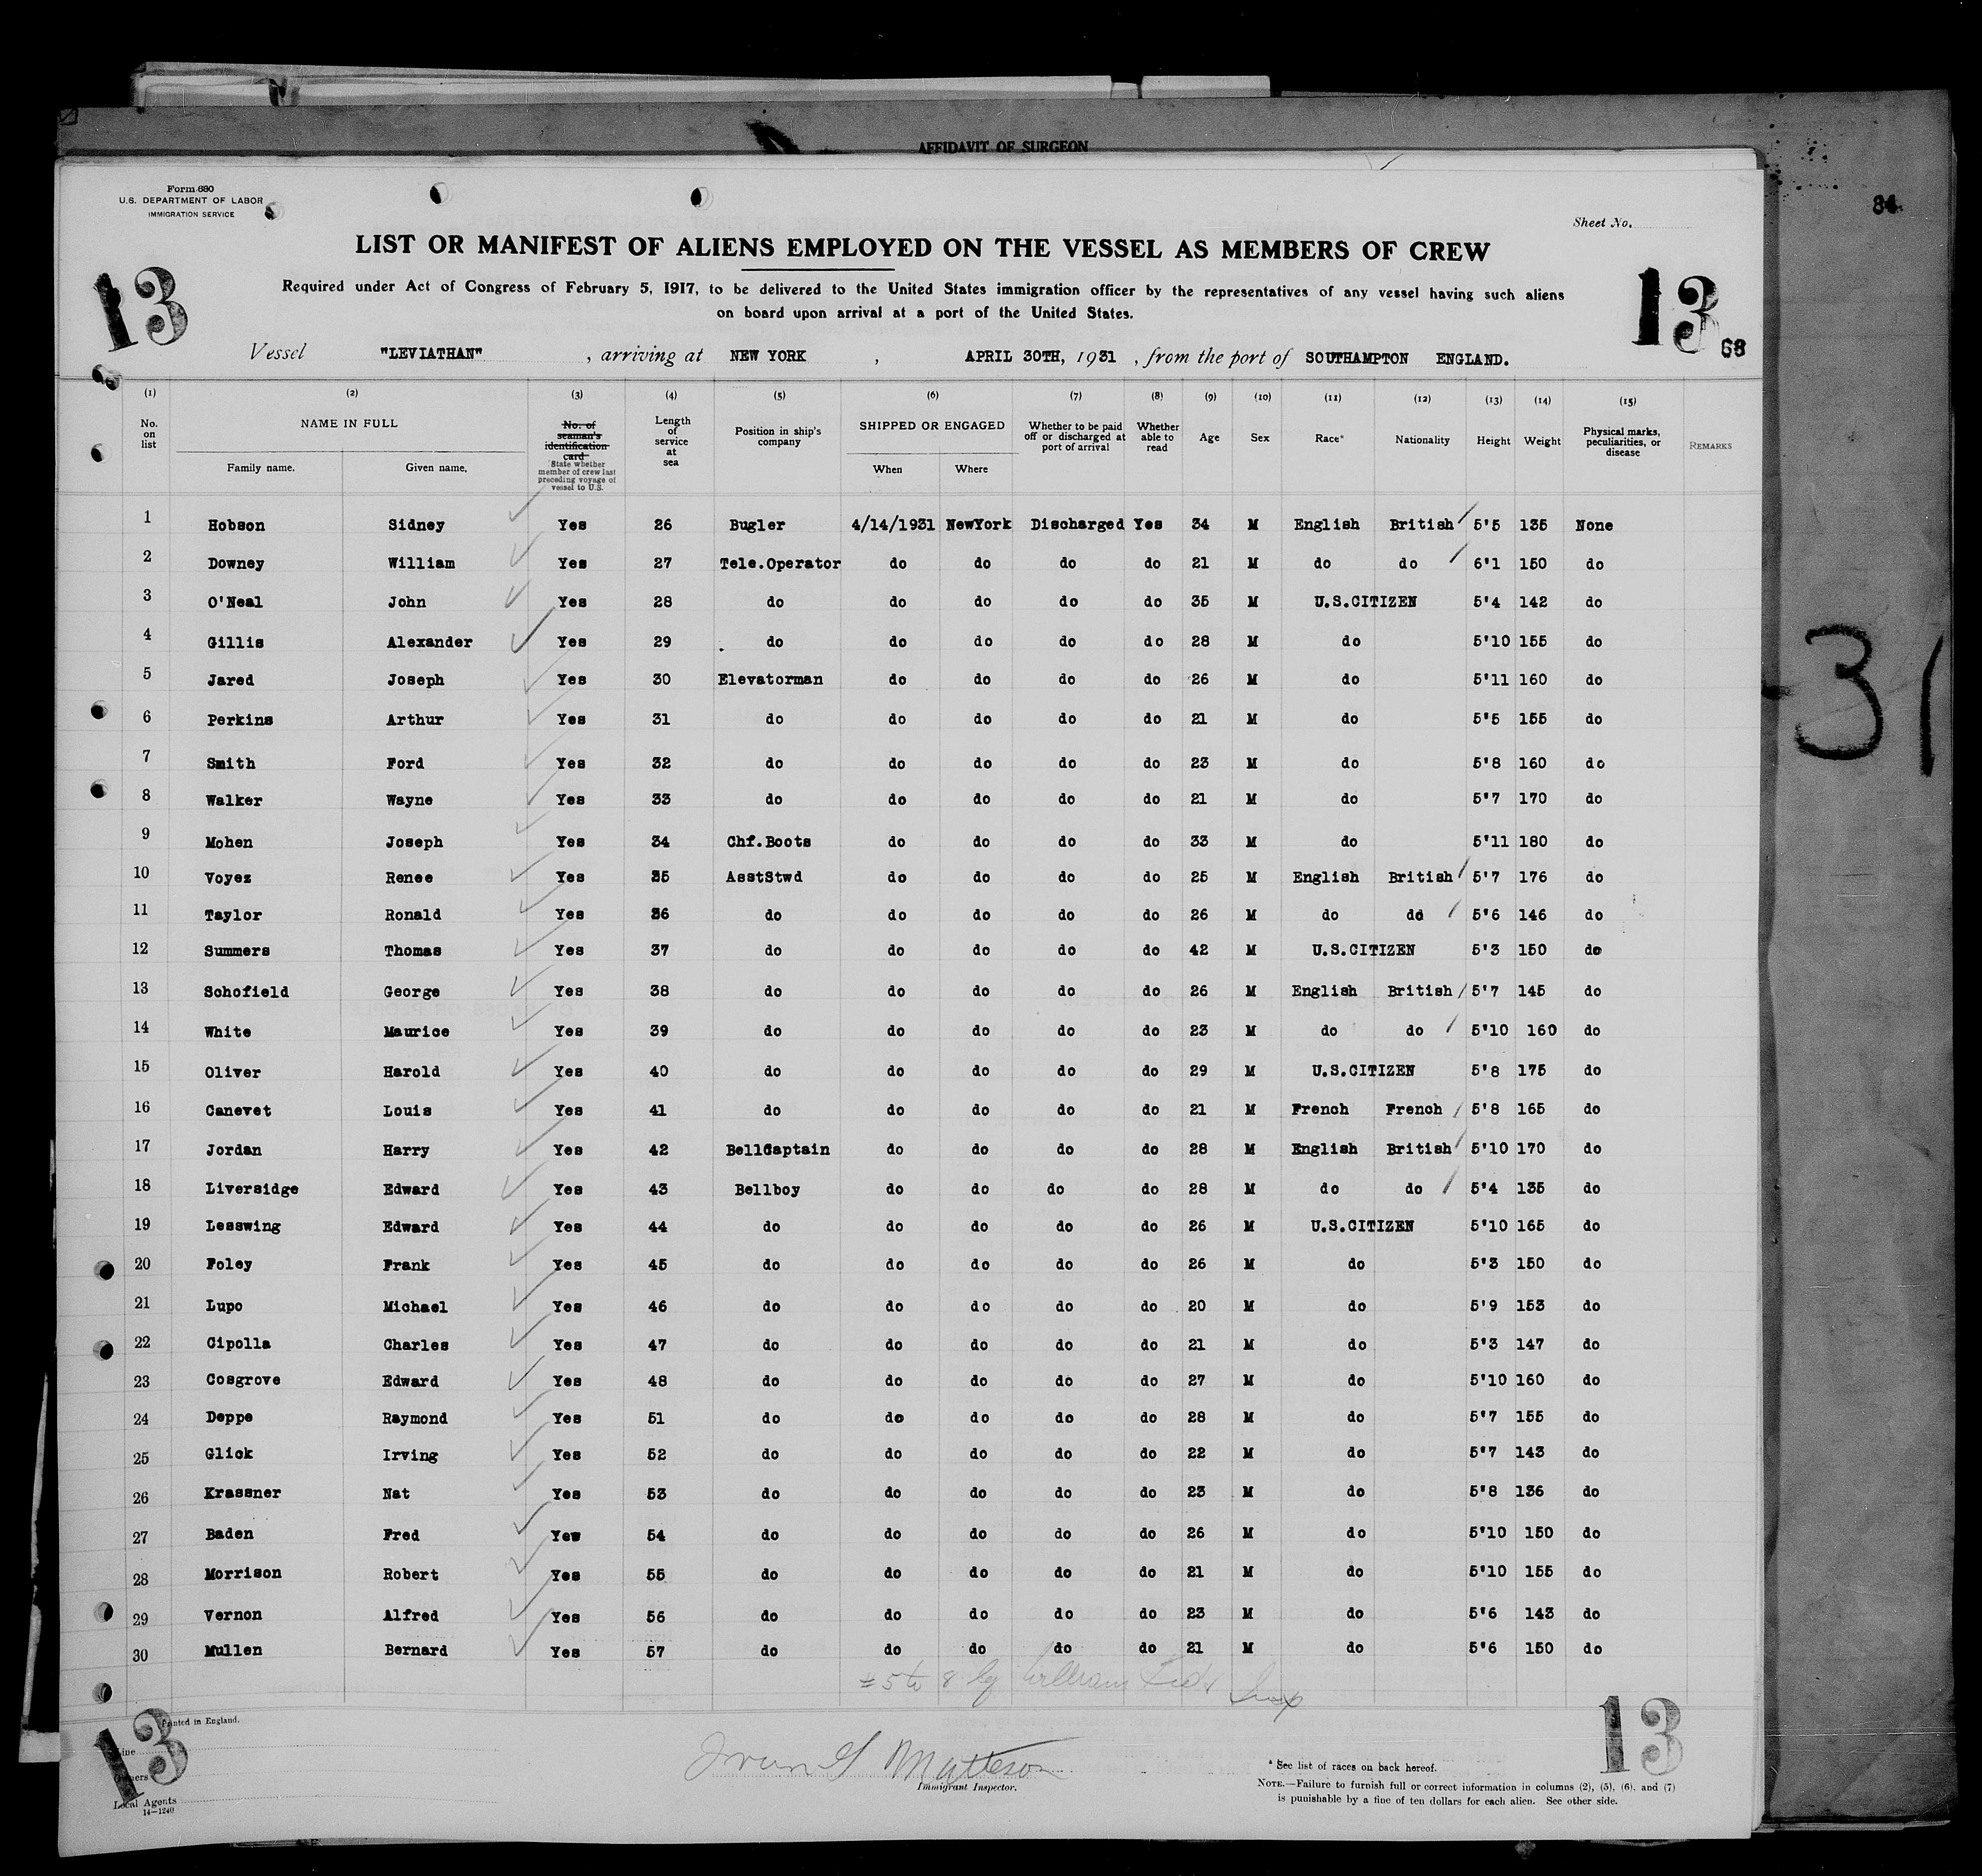 AFFIDAVIT OF SURGEON
Form 680
U.S. DEPARTMENT OF LABOR
IMMIGRATION SERVICE
84
Sheet No.
LIST OR MANIFEST OF ALIENS EMPLOYED ON THE VESSEL AS MEMBERS OF CREW
13
13
Required under Act of Congress of February 5, 1917, to be delivered to the United States immigration officer by the representatives of any vessel having such aliens
on board upon arrival at a port of the United States.
68
Vessel "LEVIATHAN" , arriving at NEW YORK , APRIL 30TH, 1931 , from the port of SOUTHAMPTON ENGLAND.
(1) (2) (3) (4) (5) (6) (7) (8) (9) (10) (11) (12) (13) (14) (15)
No. on list NAME IN FULL Family name. Given name. No. of seaman's identification card State whether member of crew last preceding voyage of vessel to U.S. Length of service at sea Position in ship's company SHIPPED OR ENGAGED When Where Whether to be paid off or discharged at port of arrival Whether able to read Age Sex Race* Nationality Height Weight Physical marks, peculiarities, or disease REMARKS
1 Hobson Sidney Yes 26 Bugler 4/14/1931 NewYork Discharged Yes 34 M English British 5'5 135 None
2 Downey William Yes 27 Tele.Operator do do do do 21 M do do 6'1 150 do
3 O'Neal John Yes 28 do do do do do 35 M U.S.CITIZEN 5'4 142 do
4 Gillis Alexander Yes 29 do do do do do 28 M do 5'10 155 do
5 Jared Joseph Yes 30 Elevatorman do do do do 26 M do 5'11 160 do
6 Perkins Arthur Yes 31 do do do do do 21 M do 5'5 155 do
7 Smith Ford Yes 32 do do do do do 23 M do 5'8 160 do
8 Walker Wayne Yes 33 do do do do do 21 M do 5'7 170 do
9 Mohen Joseph Yes 34 Chf.Boots do do do do 33 M do 5'11 180 do
10 Voyez Renee Yes 35 AsstStwd do do do do 25 M English British 5'7 176 do
11 Taylor Ronald Yes 36 do do do do do 26 M do dd 5'6 146 do
12 Summers Thomas Yes 37 do do do do do 42 M U.S.CITIZEN 5'3 150 do
13 Schofield George Yes 38 do do do do do 26 M English British 5'7 145 do
14 White Maurice Yes 39 do do do do do 23 M do do 5'10 160 do
15 Oliver Harold Yes 40 do do do do do 29 M U.S.CITIZEN 5'8 175 do
16 Canevet Louis Yes 41 do do do do do 21 M French French 5'8 165 do
17 Jordan Harry Yes 42 BellCaptain do do do do 28 M English British 5'10 170 do
18 Liversidge Edward Yes 43 Bellboy do do do do 28 M do do 5'4 135 do
19 Lesswing Edward Yes 44 do do do do do 26 M U.S.CITIZEN 5'10 165 do
20 Foley Frank Yes 45 do do do do do 26 M do 5'3 150 do
21 Lupo Michael Yes 46 do do do do do 20 M do 5'9 153 do
22 Cipolla Charles Yes 47 do do do do do 21 M do 5'3 147 do
23 Cosgrove Edward Yes 48 do do do do do 27 M do 5'10 160 do
24 Deppe Raymond Yes 51 do do do do do 28 M do 5'7 155 do
25 Glick Irving Yes 52 do do do do do 22 M do 5'7 143 do
26 Krassner Nat Yes 53 do do do do do 23 M do 5'8 136 do
27 Baden Fred Yew 54 do do do do do 26 M do 5'10 150 do
28 Morrison Robert Yes 55 do do do do do 21 M do 5'10 155 do
29 Vernon Alfred Yes 56 do do do do do 23 M do 5'6 143 do
30 Mullen Bernard Yes 57 do do do do do 21 M do 5'6 150 do
31
# 5 to 8 by William Insp
13
13
Printed in England.
Line
Owners
Local Agents
14—1240
Matteson
Immigrant Inspector.
* See list of races on back hereof.
NOTE.—Failure to furnish full or correct information in columns (2), (5), (6), and (7)
is punishable by a fine of ten dollars for each alien. See other side.